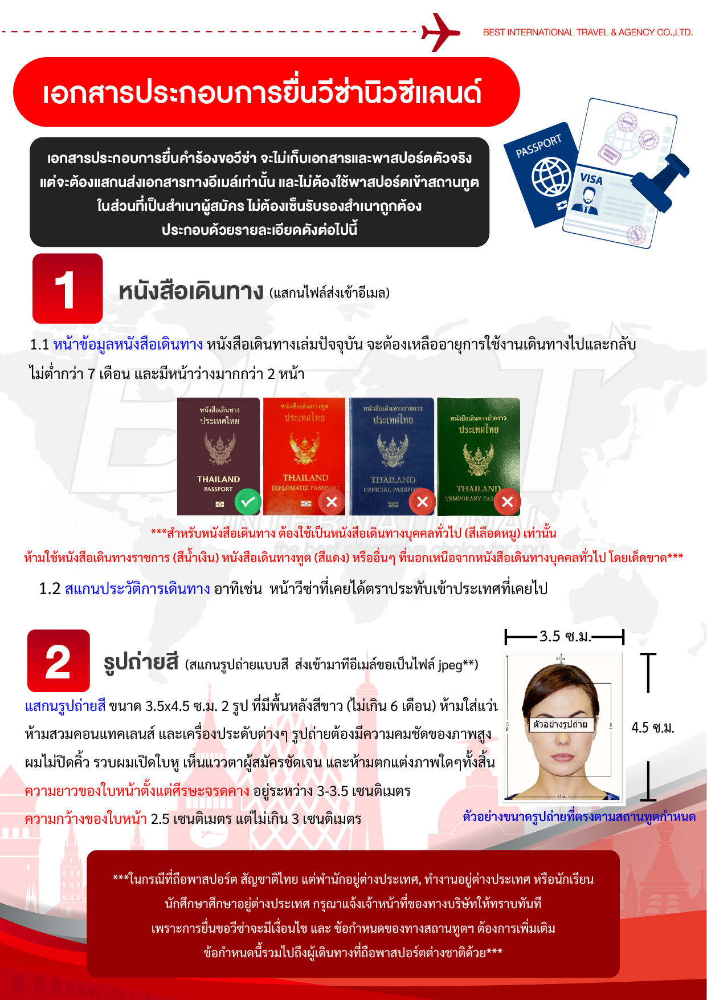 BEST INTERNATIONAL TRAVEL & AGENCY CO.,LTD.
เอกสารประกอบการยื่นวีซ่านิวซีแลนด์
เอกสารประกอบการยื่นคำร้องขอวีซ่า จะไม่เก็บเอกสารและพาสปอร์ตตัวจริง
แต่จะต้องแสกนส่งเอกสารทางอีเมล์เท่านั้น และไม่ต้องใช้พาสปอร์ตเข้าสถานทูต
ในส่วนที่เป็นสำเนาผู้สมัคร ไม่ต้องเซ็นรับรองสำเนาถูกต้อง
ประกอบด้วยรายละเอียดดังต่อไปนี้
PASSPORT
VISA
1
หนังสือเดินทาง (แสกนไฟล์ส่งเข้าอีเมล)
1.1 หน้าข้อมูลหนังสือเดินทาง หนังสือเดินทางเล่มปัจจุบัน จะต้องเหลืออายุการใช้งานเดินทางไปและกลับ
ไม่ต่ำกว่า 7 เดือน และมีหน้าว่างมากกว่า 2 หน้า
หนังสือเดินทาง
ประเทศไทย
THAILAND
PASSPORT
หนังสือเดินทางทูต
ประเทศไทย
THAILAND
DIPLOMATIC PASSPORT
หนังสือเดินทางราชการ
ประเทศไทย
THAILAND
OFFICIAL PASSPORT
หนังสือเดินทางชั่วคราว
ประเทศไทย
THAILAND
TEMPORARY PAS
***สำหรับหนังสือเดินทาง ต้องใช้เป็นหนังสือเดินทางบุคคลทั่วไป (สีเลือดหมู) เท่านั้น
ห้ามใช้หนังสือเดินทางราชการ (สีน้ำเงิน) หนังสือเดินทางทูต (สีแดง) หรืออื่นๆ ที่นอกเหนือจากหนังสือเดินทางบุคคลทั่วไป โดยเด็ดขาด***
1.2 สแกนประวัติการเดินทาง อาทิเช่น หน้าวีซ่าที่เคยได้ตราประทับเข้าประเทศที่เคยไป
2
รูปถ่ายสี (สแกนรูปถ่ายแบบสี ส่งเข้ามาทีอีเมล์ขอเป็นไฟล์ jpeg**)
แสกนรูปถ่ายสี ขนาด 3.5x4.5 ซ.ม. 2 รูป ที่มีพื้นหลังสีขาว (ไม่เกิน 6 เดือน) ห้ามใส่แว่น
ห้ามสวมคอนแทคเลนส์ และเครื่องประดับต่างๆ รูปถ่ายต้องมีความคมชัดของภาพสูง
ผมไม่ปิดคิ้ว รวบผมเปิดใบหู เห็นแววตาผู้สมัครชัดเจน และห้ามตกแต่งภาพใดๆทั้งสิ้น
ความยาวของใบหน้าตั้งแต่ศีรษะจรดคาง อยู่ระหว่าง 3-3.5 เซนติเมตร
ความกว้างของใบหน้า 2.5 เซนติเมตร แต่ไม่เกิน 3 เซนติเมตร
3.5 ซ.ม.
0.5 ซม.
ตัวอย่างรูปถ่าย
3 ซม.
3.5 ซม.
4.5 ซ.ม.
ตัวอย่างขนาดรูปถ่ายที่ตรงตามสถานทูตกำหนด
***ในกรณีที่ถือพาสปอร์ต สัญชาติไทย แต่พำนักอยู่ต่างประเทศ, ทำงานอยู่ต่างประเทศ หรือนักเรียน
นักศึกษาศึกษาอยู่ต่างประเทศ กรุณาแจ้งเจ้าหน้าที่ของทางบริษัทให้ทราบทันที
เพราะการยื่นขอวีซ่าจะมีเงื่อนไข และ ข้อกำหนดของทางสถานทูตฯ ต้องการเพิ่มเติม
ข้อกำหนดนี้รวมไปถึงผู้เดินทางที่ถือพาสปอร์ตต่างชาติด้วย***